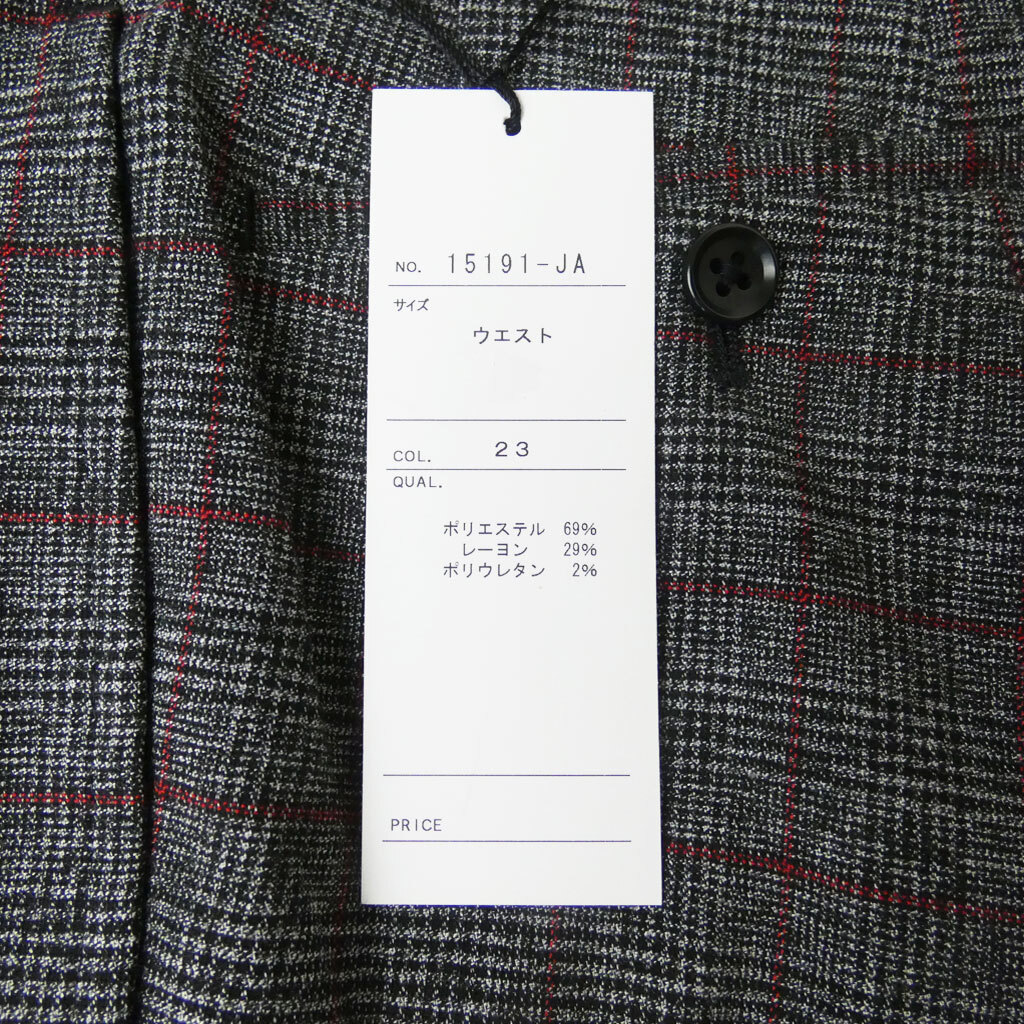 NO. 15191-JA
サイズ
ウエスト
COL. 23
QUAL.
ポリエステル 69%
レーヨン 29%
ポリウレタン 2%
PRICE